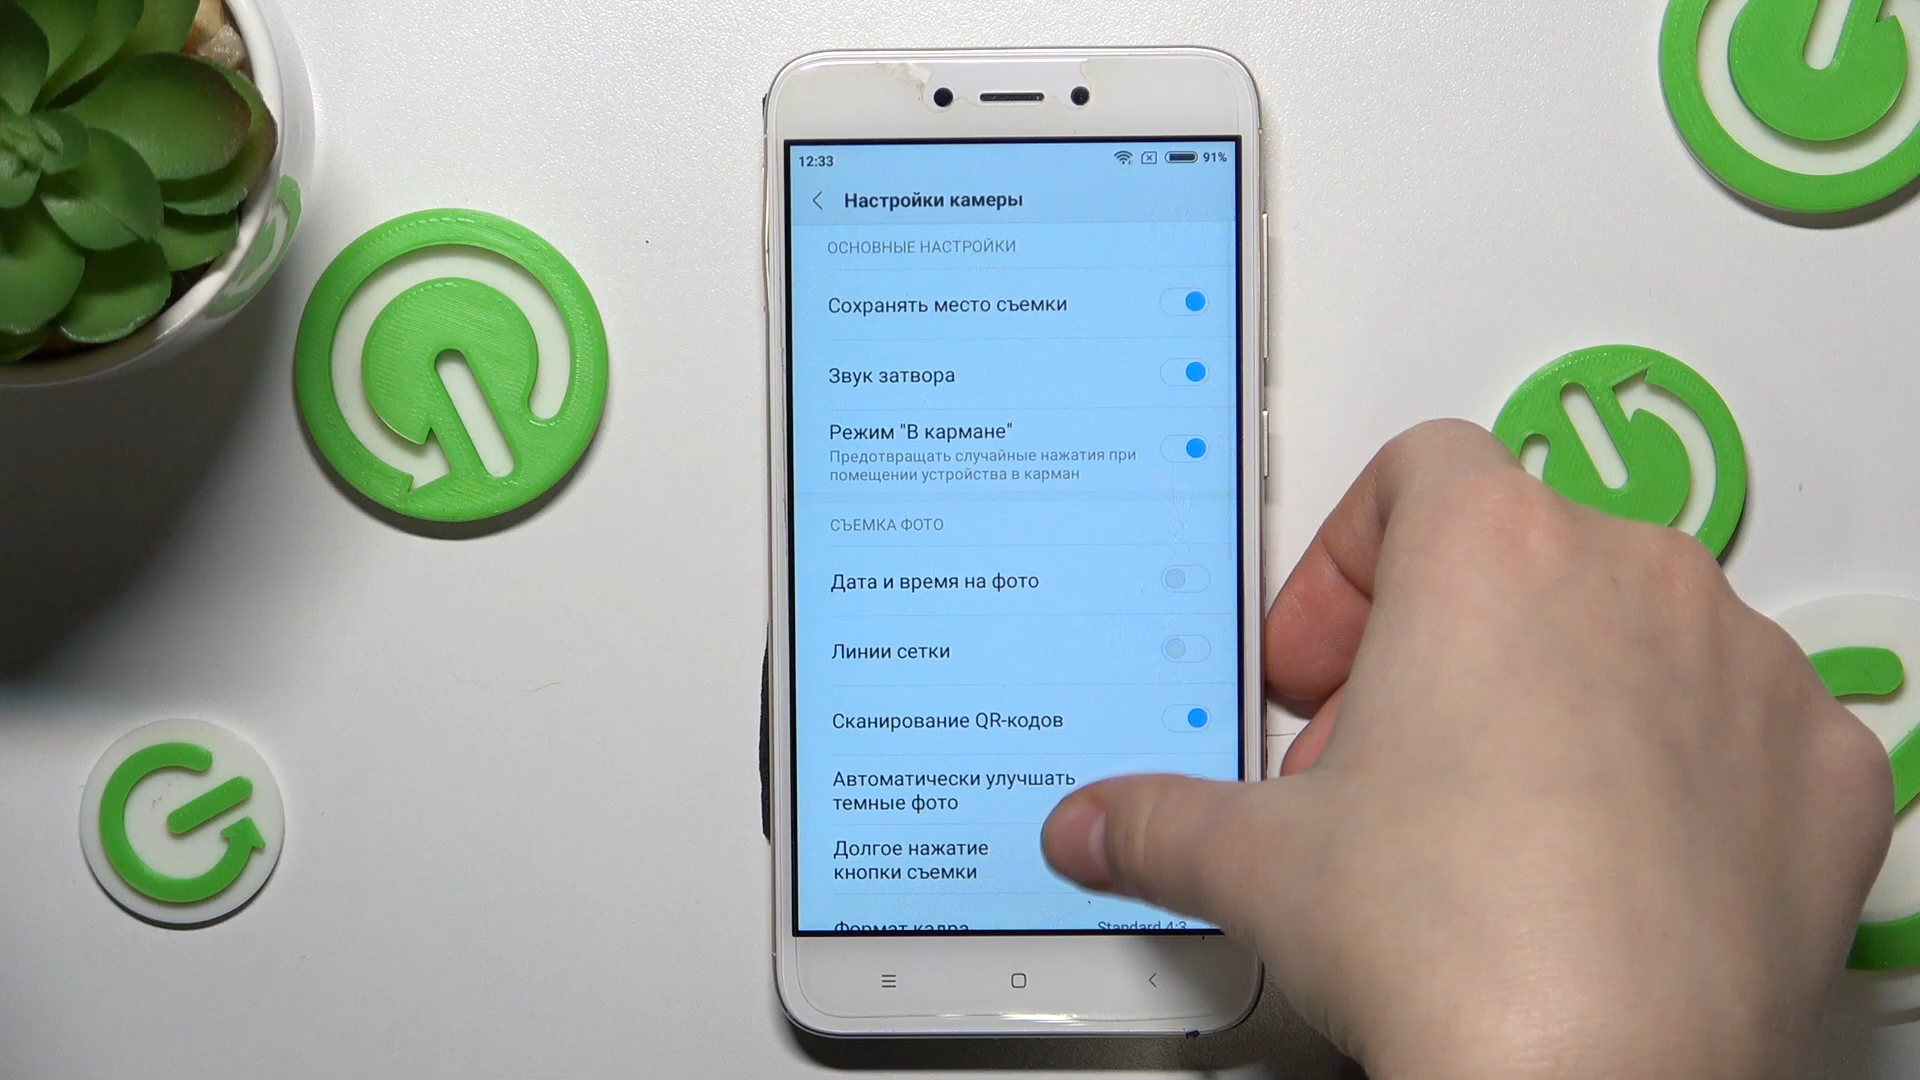 12:33
91%
Настройки камеры
ОСНОВНЫЕ НАСТРОЙКИ
Сохранять место съемки
Звук затвора
Режим "В кармане"
Предотвращать случайные нажатия при
помещении устройства в карман
СЪЕМКА ФОТО
Дата и время на фото
Линии сетки
Сканирование QR-кодов
Автоматически улучшать
темные фото
Долгое нажатие
кнопки съемки
Формат кадра
Standard 4:3